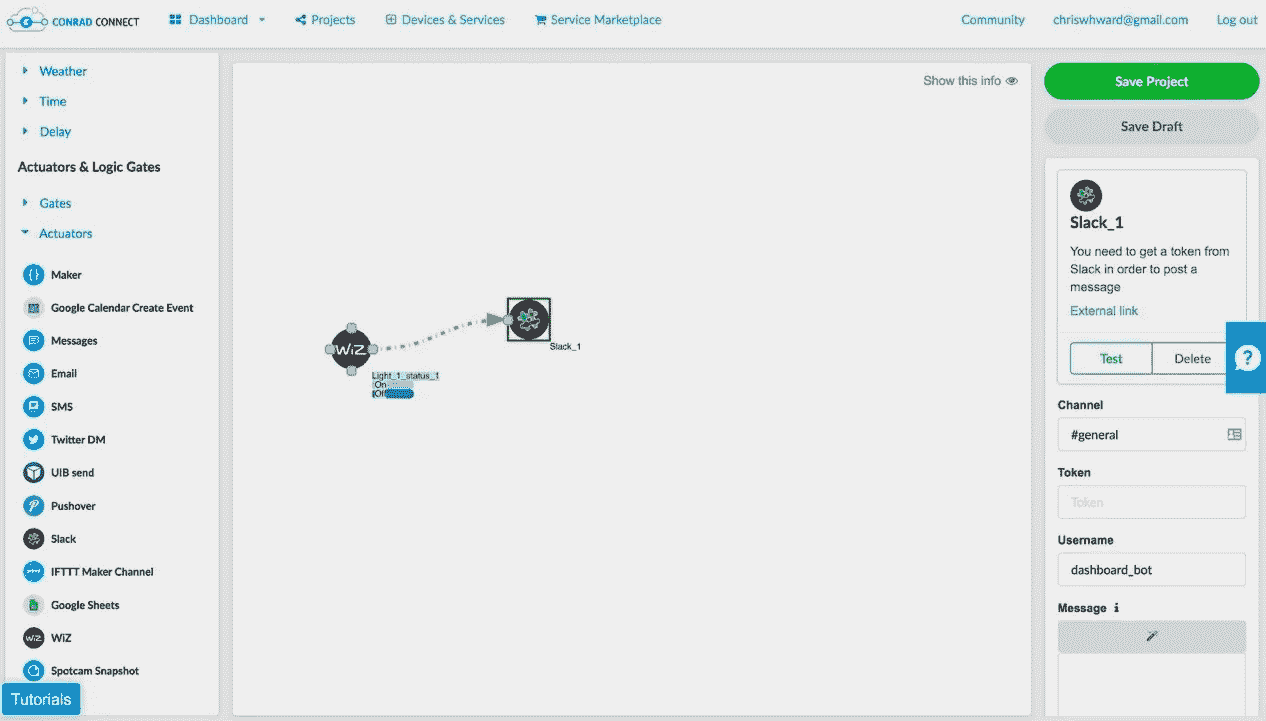 CONRAD CONNECT
Dashboard
Projects
Devices & Services
Service Marketplace
Community
chriswhward@gmail.com
Log out
Weather
Time
Delay
Actuators & Logic Gates
Gates
Actuators
Maker
Google Calendar Create Event
Messages
Email
SMS
Twitter DM
UIB send
Pushover
Slack
IFTTT Maker Channel
Google Sheets
WiZ
WiZ
Spotcam Snapshot
Tutorials
Show this info
WiZ
Light_1_status_1
On
Off
Slack_1
Save Project
Save Draft
Slack_1
You need to get a token from
Slack in order to post a
message
External link
Test
Delete
?
Channel
#general
Token
Token
Username
dashboard_bot
Message i